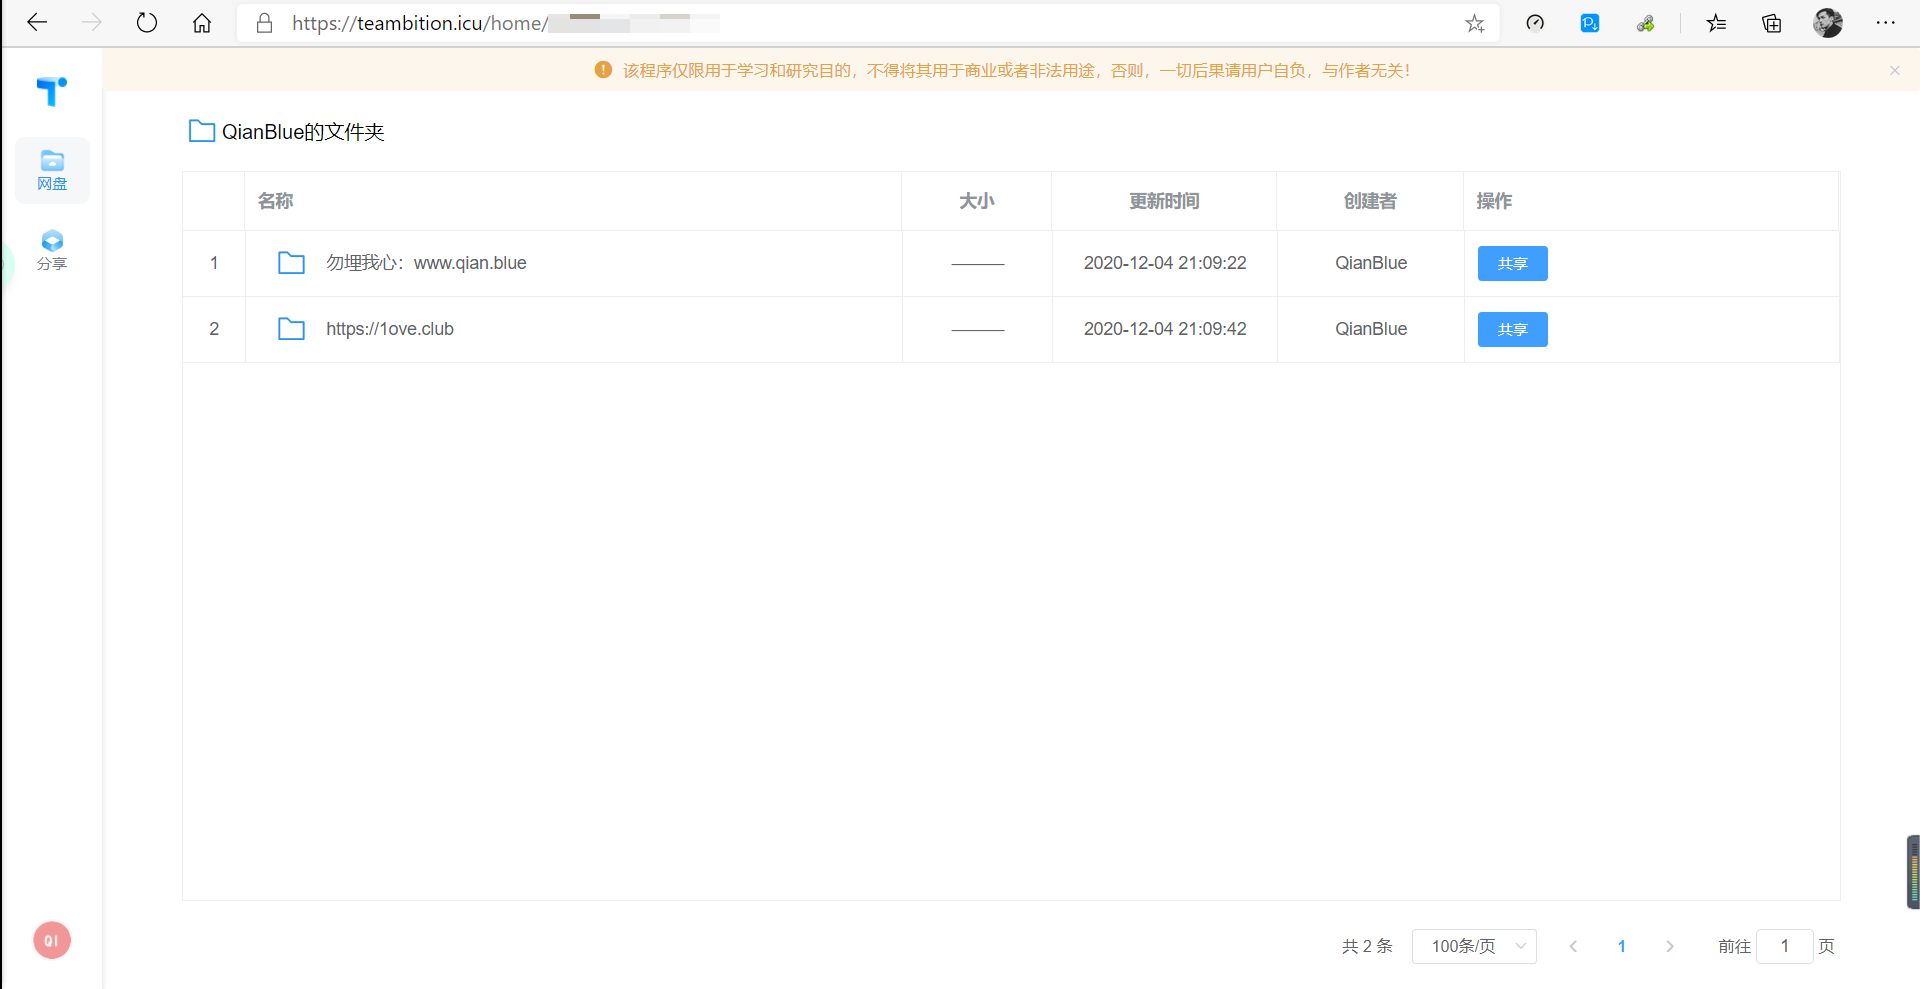 https://teambition.icu/home/
该程序仅限用于学习和研究目的，不得将其用于商业或者非法用途，否则，一切后果请用户自负，与作者无关！
网盘
分享
QI
QianBlue的文件夹
名称 大小 更新时间 创建者 操作
1 勿埋我心：www.qian.blue ——— 2020-12-04 21:09:22 QianBlue 共享
2 https://1ove.club ——— 2020-12-04 21:09:42 QianBlue 共享
共 2 条 100条/页 1 前往 1 页